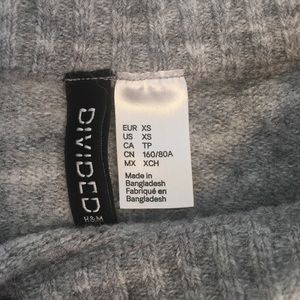 DIVIDED
H&M
EUR XS
US XS
CA TP
CN 160/80A
MX XCH
Made in
Bangladesh
Fabriqué en
Bangladesh